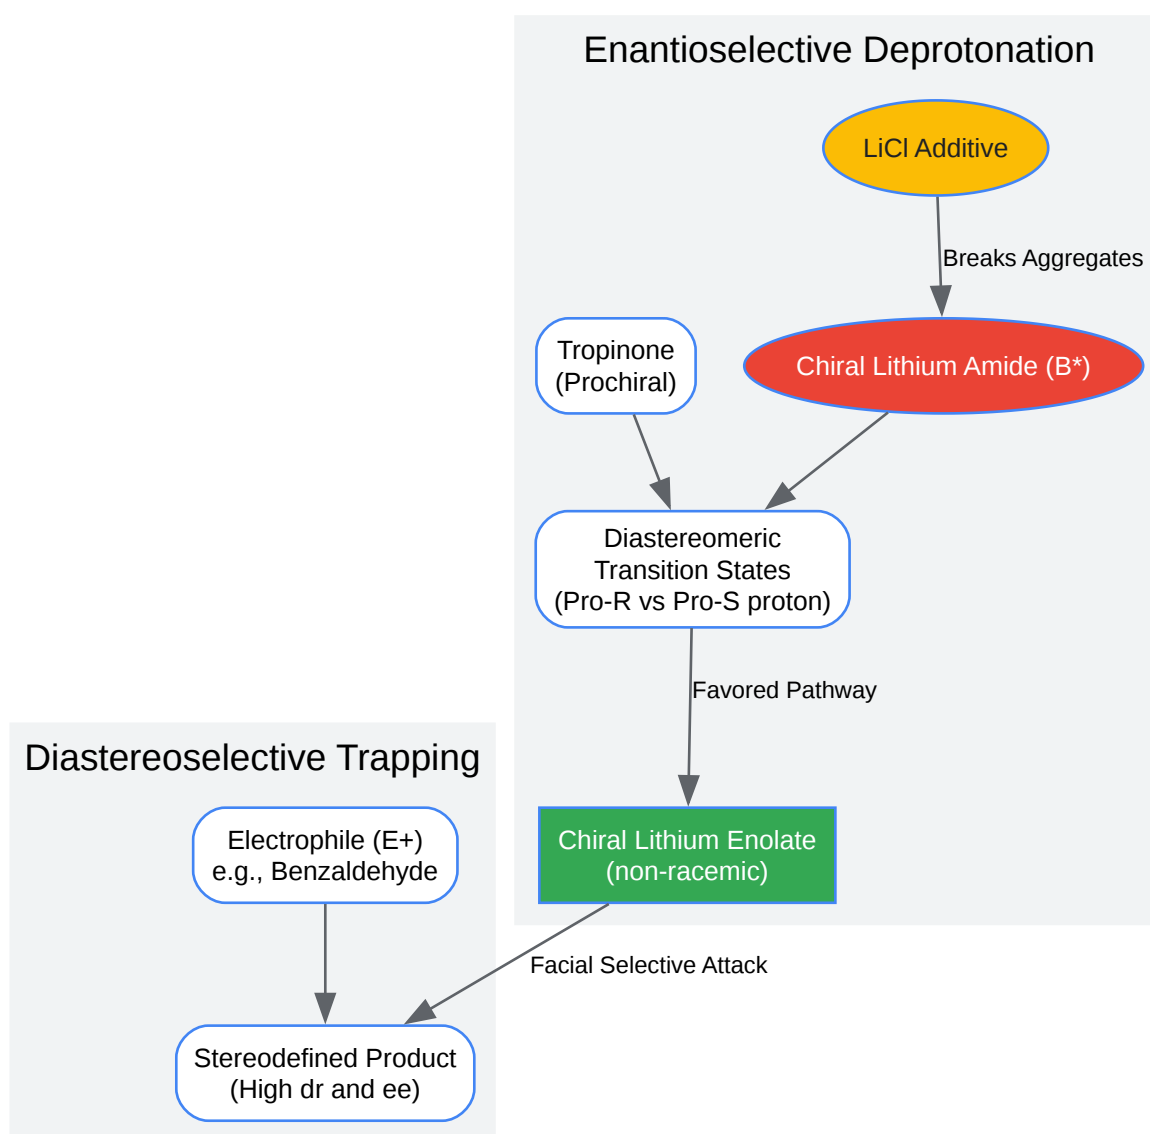 Enantioselective Deprotonation
LiCl Additive
Breaks Aggregates
Tropinone
(Prochiral)
Chiral Lithium Amide (B*)
Diastereomeric
Transition States
(Pro-R vs Pro-S proton)
Favored Pathway
Diastereoselective Trapping
Electrophile (E+)
e.g., Benzaldehyde
Chiral Lithium Enolate
(non-racemic)
Facial Selective Attack
Stereodefined Product
(High dr and ee)